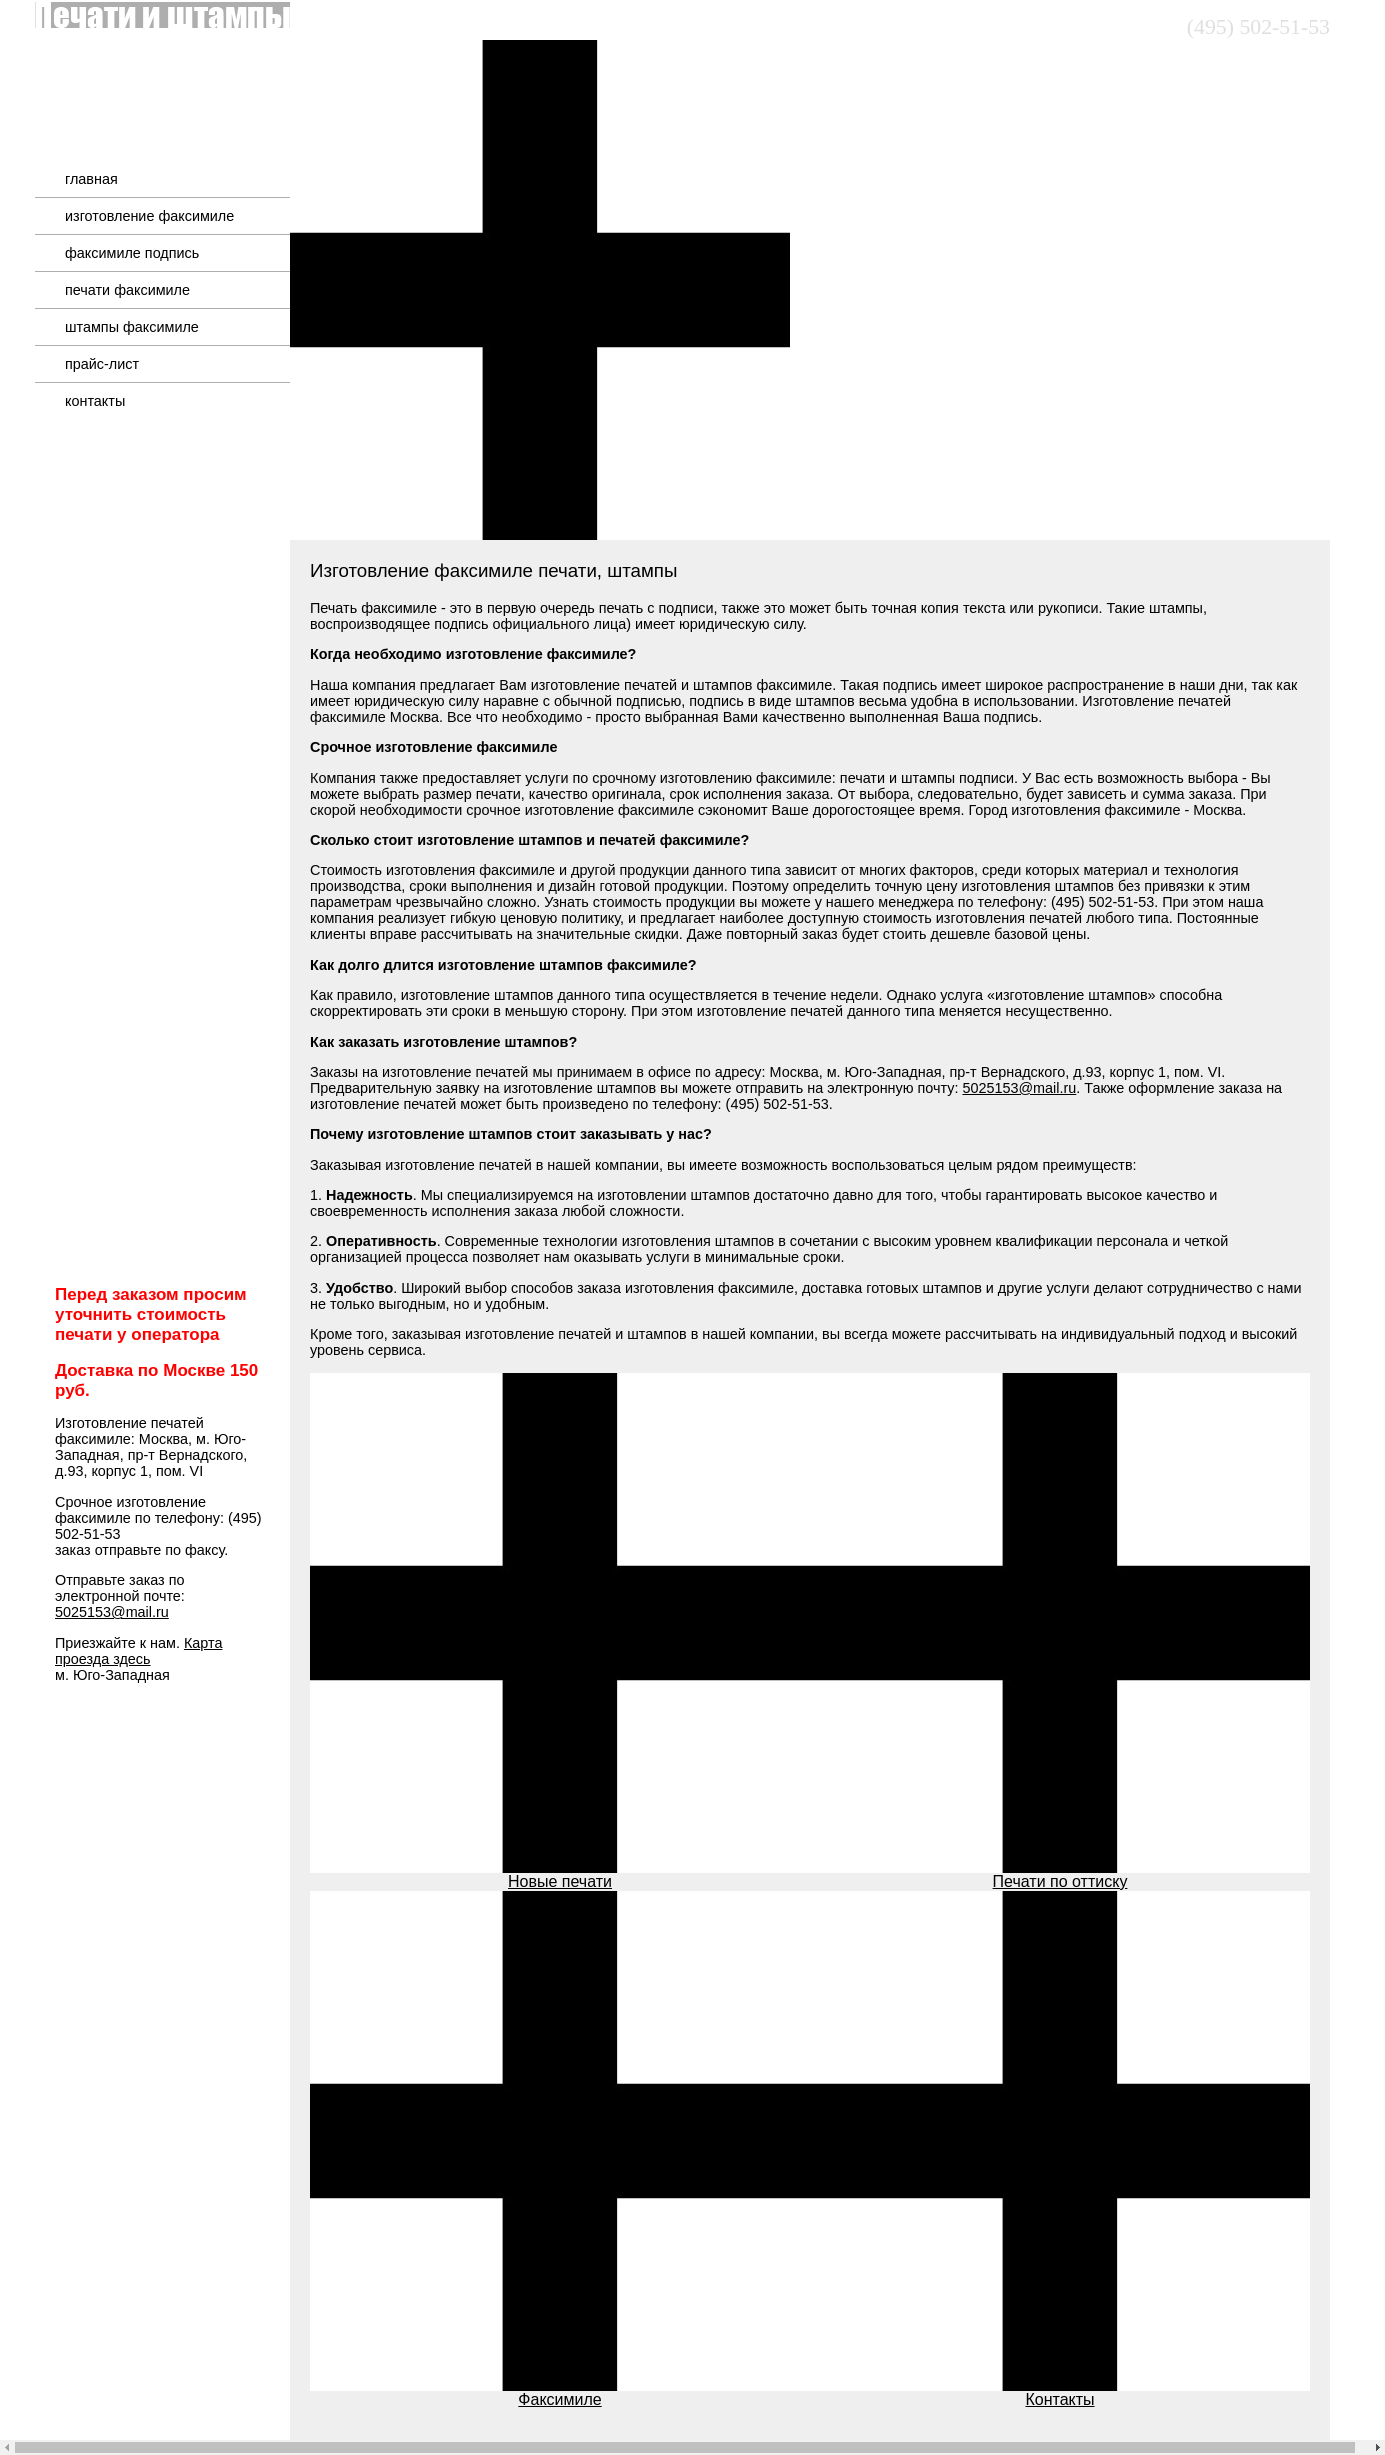 Печати и штампы
(495) 502-51-53
главная
изготовление факсимиле
факсимиле подпись
печати факсимиле
штампы факсимиле
прайс-лист
контакты
Изготовление факсимиле печати, штампы
Печать факсимиле - это в первую очередь печать с подписи, также это может быть точная копия текста или рукописи. Такие штампы,
воспроизводящее подпись официального лица) имеет юридическую силу.
Когда необходимо изготовление факсимиле?
Наша компания предлагает Вам изготовление печатей и штампов факсимиле. Такая подпись имеет широкое распространение в наши дни, так как
имеет юридическую силу наравне с обычной подписью, подпись в виде штампов весьма удобна в использовании. Изготовление печатей
факсимиле Москва. Все что необходимо - просто выбранная Вами качественно выполненная Ваша подпись.
Срочное изготовление факсимиле
Компания также предоставляет услуги по срочному изготовлению факсимиле: печати и штампы подписи. У Вас есть возможность выбора - Вы
можете выбрать размер печати, качество оригинала, срок исполнения заказа. От выбора, следовательно, будет зависеть и сумма заказа. При
скорой необходимости срочное изготовление факсимиле сэкономит Ваше дорогостоящее время. Город изготовления факсимиле - Москва.
Сколько стоит изготовление штампов и печатей факсимиле?
Стоимость изготовления факсимиле и другой продукции данного типа зависит от многих факторов, среди которых материал и технология
производства, сроки выполнения и дизайн готовой продукции. Поэтому определить точную цену изготовления штампов без привязки к этим
параметрам чрезвычайно сложно. Узнать стоимость продукции вы можете у нашего менеджера по телефону: (495) 502-51-53. При этом наша
компания реализует гибкую ценовую политику, и предлагает наиболее доступную стоимость изготовления печатей любого типа. Постоянные
клиенты вправе рассчитывать на значительные скидки. Даже повторный заказ будет стоить дешевле базовой цены.
Как долго длится изготовление штампов факсимиле?
Как правило, изготовление штампов данного типа осуществляется в течение недели. Однако услуга «изготовление штампов» способна
скорректировать эти сроки в меньшую сторону. При этом изготовление печатей данного типа меняется несущественно.
Как заказать изготовление штампов?
Заказы на изготовление печатей мы принимаем в офисе по адресу: Москва, м. Юго-Западная, пр-т Вернадского, д.93, корпус 1, пом. VI.
Предварительную заявку на изготовление штампов вы можете отправить на электронную почту: 5025153@mail.ru. Также оформление заказа на
изготовление печатей может быть произведено по телефону: (495) 502-51-53.
Почему изготовление штампов стоит заказывать у нас?
Заказывая изготовление печатей в нашей компании, вы имеете возможность воспользоваться целым рядом преимуществ:
1. Надежность. Мы специализируемся на изготовлении штампов достаточно давно для того, чтобы гарантировать высокое качество и
своевременность исполнения заказа любой сложности.
2. Оперативность. Современные технологии изготовления штампов в сочетании с высоким уровнем квалификации персонала и четкой
организацией процесса позволяет нам оказывать услуги в минимальные сроки.
3. Удобство. Широкий выбор способов заказа изготовления факсимиле, доставка готовых штампов и другие услуги делают сотрудничество с нами
не только выгодным, но и удобным.
Кроме того, заказывая изготовление печатей и штампов в нашей компании, вы всегда можете рассчитывать на индивидуальный подход и высокий
уровень сервиса.
Перед заказом просим
уточнить стоимость
печати у оператора
Доставка по Москве 150
руб.
Изготовление печатей
факсимиле: Москва, м. Юго-
Западная, пр-т Вернадского,
д.93, корпус 1, пом. VI
Срочное изготовление
факсимиле по телефону: (495)
502-51-53
заказ отправьте по факсу.
Отправьте заказ по
электронной почте:
5025153@mail.ru
Приезжайте к нам. Карта
проезда здесь
м. Юго-Западная
Новые печати
Печати по оттиску
Факсимиле
Контакты